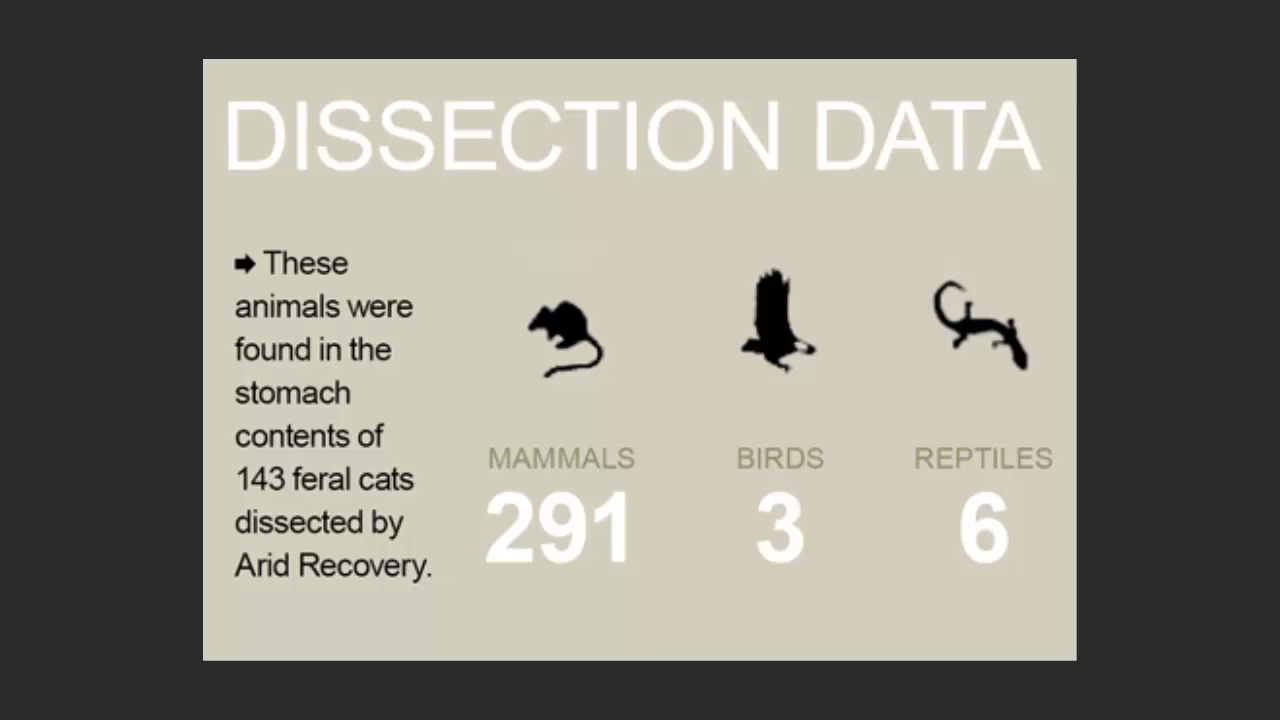 DISSECTION DATA
➡ These
animals were
found in the
stomach
contents of
143 feral cats
dissected by
Arid Recovery.
MAMMALS BIRDS REPTILES
291 3 6